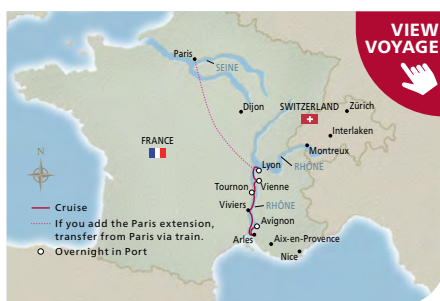 VIEW
VOYAGE
Paris
SEINE
Dijon
SWITZERLAND
Zürich
Interlaken
Montreux
FRANCE
N
Lyon
RHÔNE
Vienne
Tournon
Viviers
RHÔNE
Avignon
Arles
Aix-en-Provence
Nice
Cruise
If you add the Paris extension,
transfer from Paris via train.
Overnight in Port